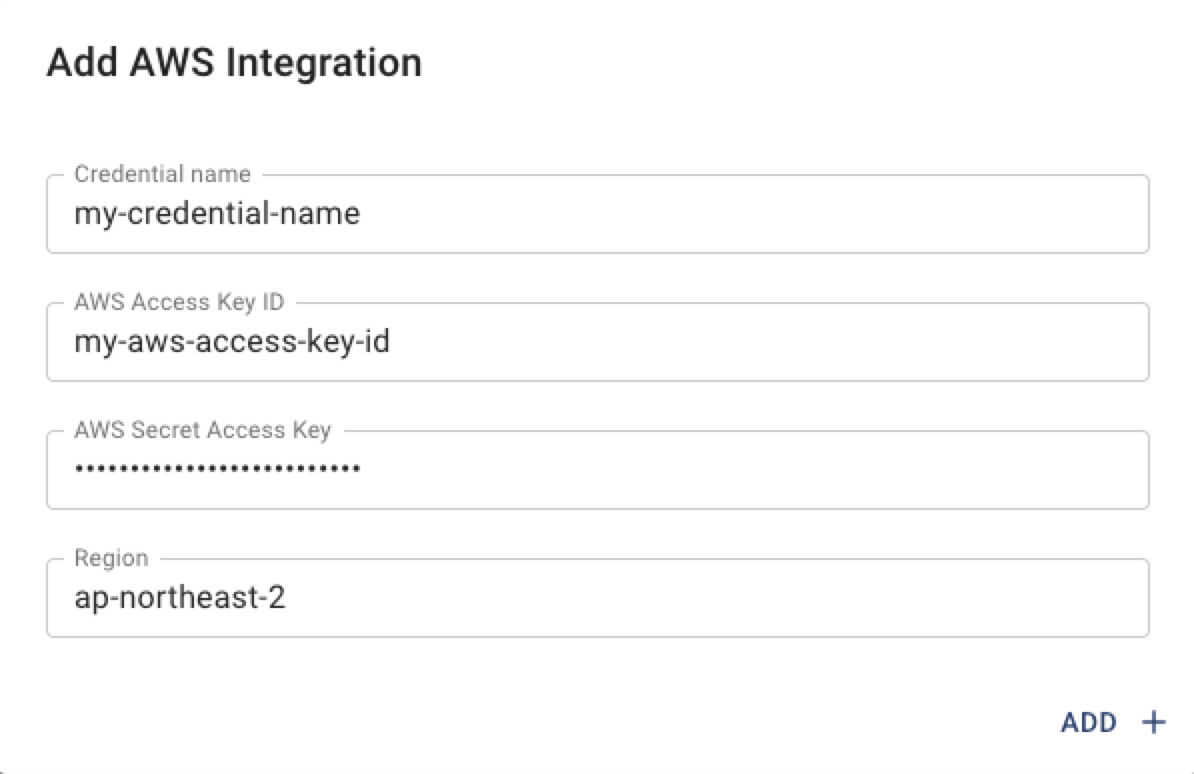 Add AWS Integration
Credential name
my-credential-name
AWS Access Key ID
my-aws-access-key-id
AWS Secret Access Key
••••••••••••••••••••••••••
Region
ap-northeast-2
ADD +